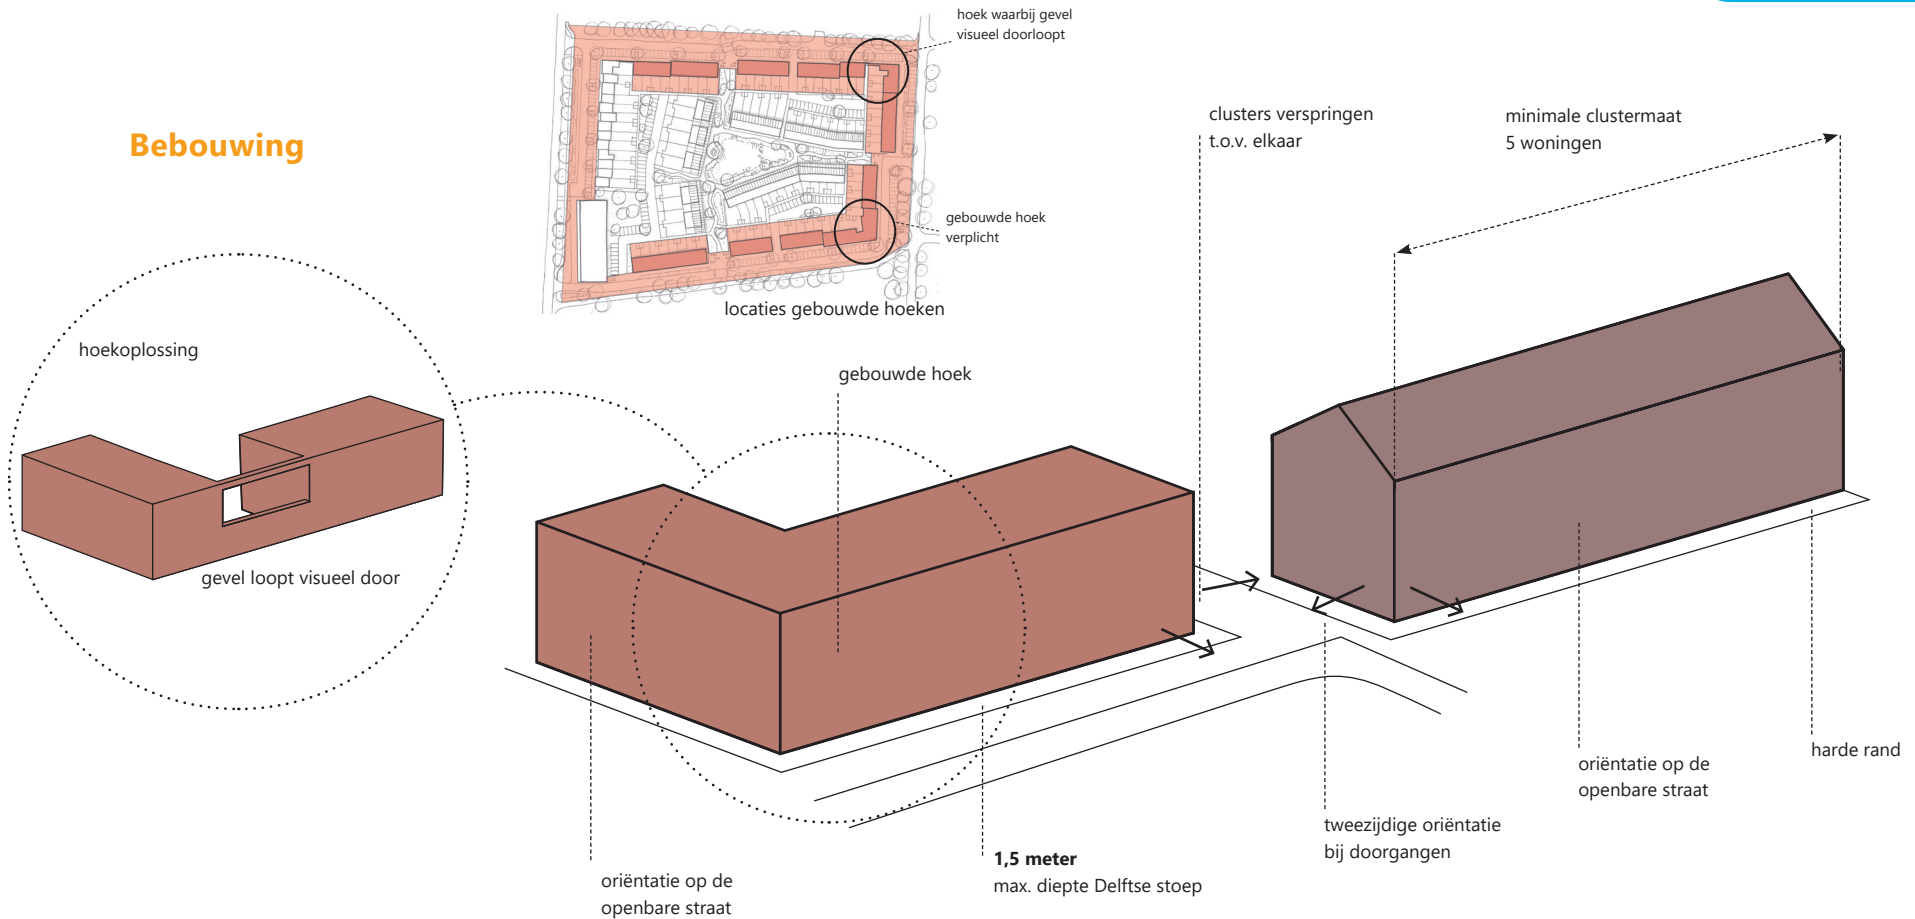 hoek waarbij gevel
visueel doorloopt
Bebouwing
clusters verspringen
t.o.v. elkaar
minimale clustermaat
5 woningen
gebouwde hoek
verplicht
locaties gebouwde hoeken
hoekoplossing
gebouwde hoek
gevel loopt visueel door
harde rand
oriëntatie op de
openbare straat
tweezijdige oriëntatie
bij doorgangen
1,5 meter
max. diepte Delftse stoep
oriëntatie op de
openbare straat